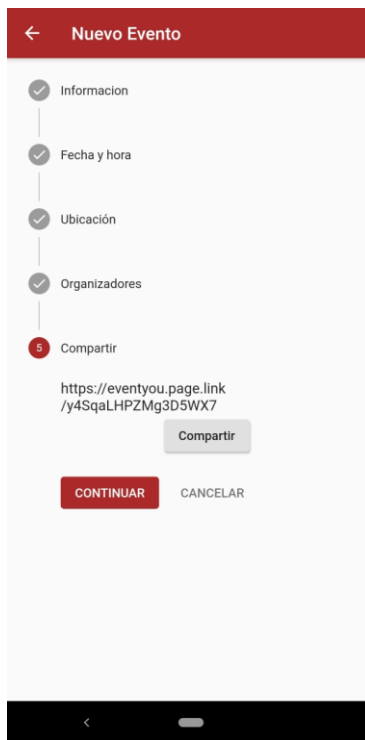 Nuevo Evento
Informacion
Fecha y hora
Ubicación
Organizadores
5 Compartir
https://eventyou.page.link
/y4SqaLHPZMg3D5WX7
Compartir
CONTINUAR CANCELAR